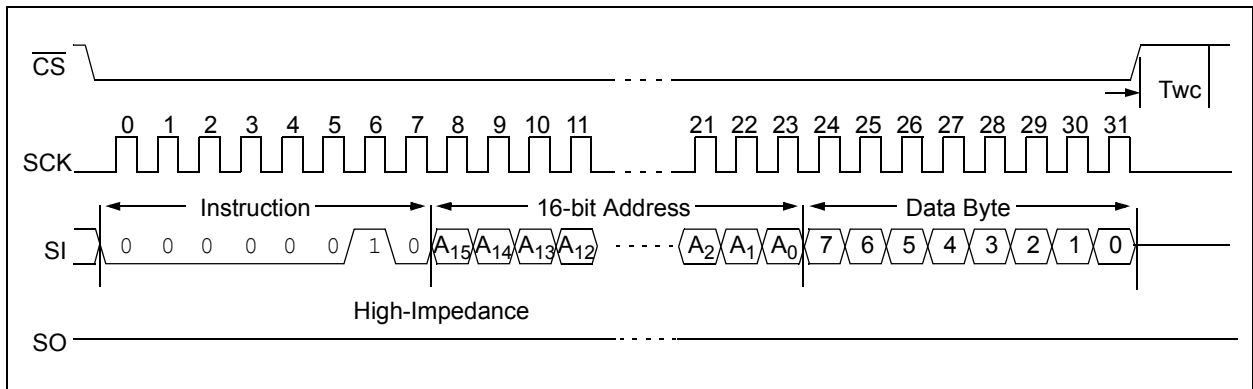 CS
Twc
0 1 2 3 4 5 6 7 8 9 10 11 21 22 23 24 25 26 27 28 29 30 31
SCK
Instruction 16-bit Address Data Byte
SI 0 0 0 0 0 0 1 0 A15 A14 A13 A12 A2 A1 A0 7 6 5 4 3 2 1 0
High-Impedance
SO